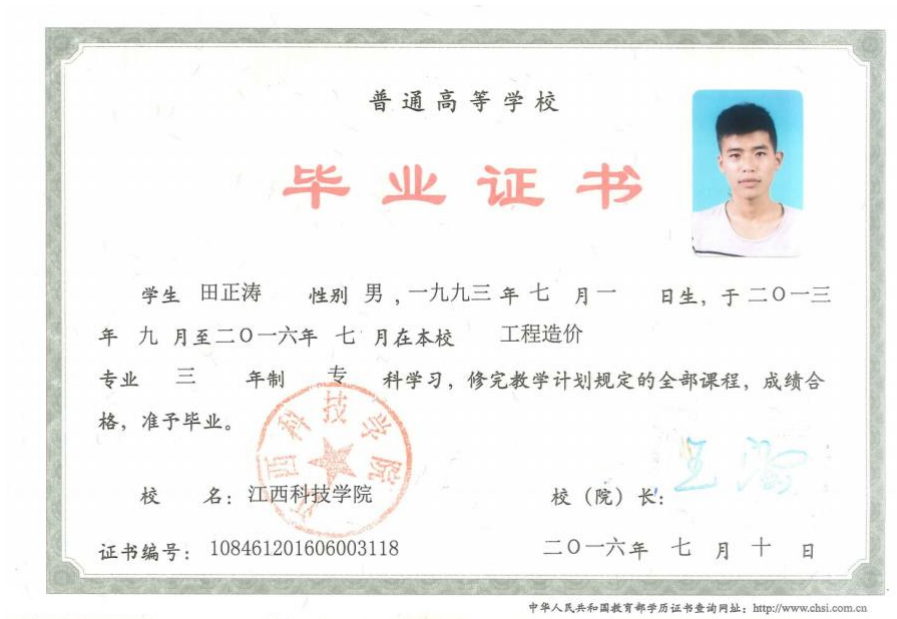 普通高等学校
毕业证书
学生 田正涛 性别 男 ，一九九三 年 七 月 一 日生，于 二〇一三
年 九 月至 二〇一六 年 七 月在本校 工程造价
专业 三 年制 专 科学习，修完教学计划规定的全部课程，成绩合
格，准予毕业。
西科技学院
校 名：江西科技学院 校（院）长：
证书编号：108461201606003118 二〇一六 年 七 月 十 日
中华人民共和国教育部学历证书查询网址：http://www.chsi.com.cn